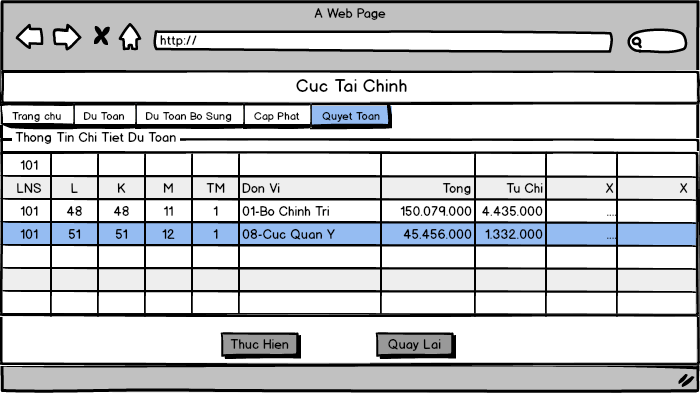 A Web Page
http://
Cuc Tai Chinh
Trang chu Du Toan Du Toan Bo Sung Cap Phat Quyet Toan
Thong Tin Chi Tiet Du Toan
101
LNS L K M TM Don Vi Tong Tu Chi X X
101 48 48 11 1 01-Bo Chinh Tri 150.079.000 4.435.000 ....
101 51 51 12 1 08-Cuc Quan Y 45.456.000 1.332.000 ....
Thuc Hien Quay Lai